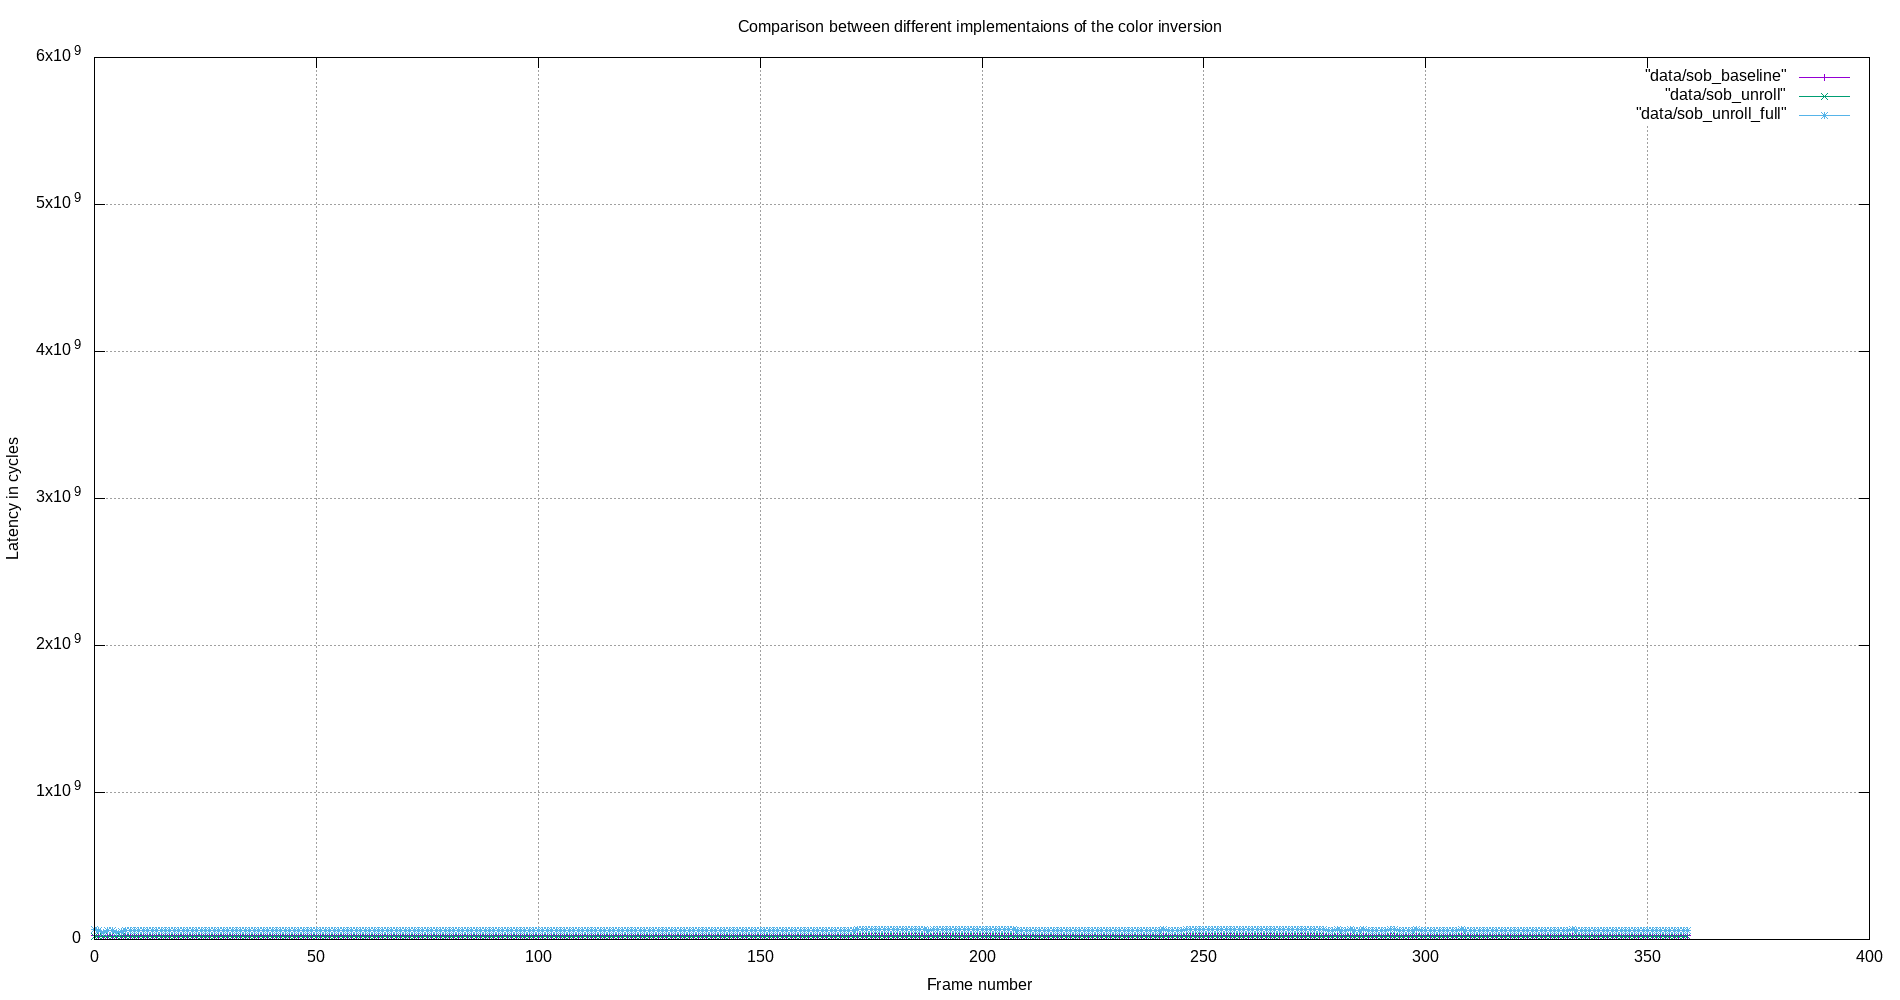 Comparison between different implementaions of the color inversion
6x10^9
5x10^9
4x10^9
3x10^9
2x10^9
1x10^9
0
Latency in cycles
"data/sob_baseline"
"data/sob_unroll"
"data/sob_unroll_full"
0 50 100 150 200 250 300 350 400
Frame number